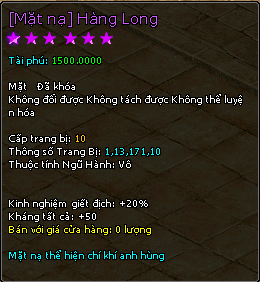 [Mặt nạ] Hàng Long
Tài phú: 1500.0000
Mặt Đã khóa
Không đổi được Không tách được Không thể luyệ
n hóa
Cấp trang bị: 10
Thông số Trang Bị: 1,13,171,10
Thuộc tính Ngũ Hành: Vô
Kinh nghiệm giết địch: +20%
Kháng tất cả: +50
Bán với giá cửa hàng: 0 lượng
Mặt nạ thể hiện chí khí anh hùng